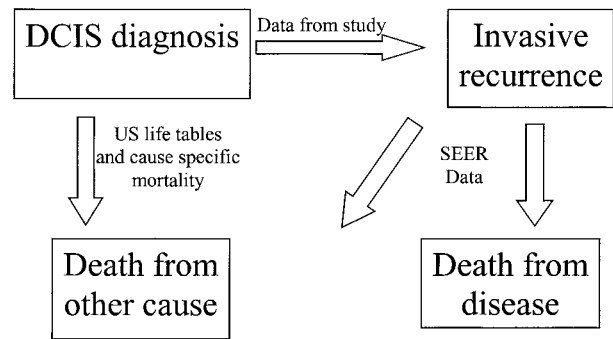 DCIS diagnosis
Data from study
Invasive
recurrence
US life tables
and cause specific
mortality
SEER
Data
Death from
other cause
Death from
disease